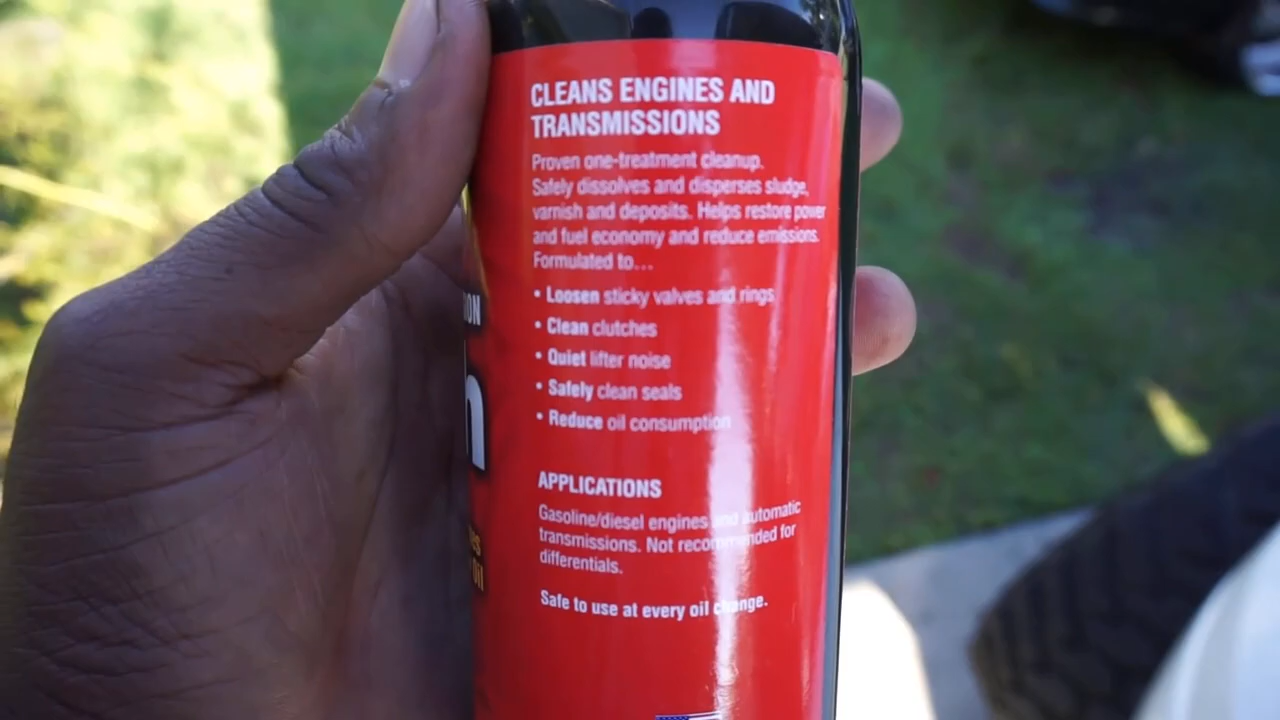 CLEANS ENGINES AND
TRANSMISSIONS
Proven one-treatment cleanup.
Safely dissolves and disperses sludge,
varnish and deposits. Helps restore power
and fuel economy and reduce emissions.
Formulated to...
• Loosen sticky valves and rings
• Clean clutches
• Quiet lifter noise
• Safely clean seals
• Reduce oil consumption
APPLICATIONS
Gasoline/diesel engines and automatic
transmissions. Not recommended for
differentials.
Safe to use at every oil change.